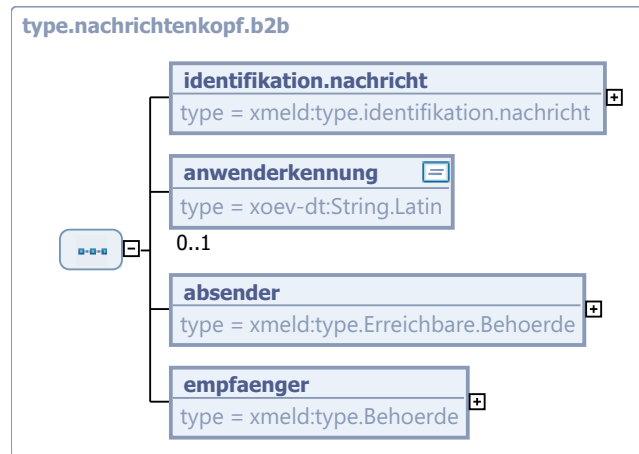 type.nachrichtenkopf.b2b
identifikation.nachricht
type = xmeld:type.identifikation.nachricht
anwenderkennung
type = xoev-dt:String.Latin
0..1
absender
type = xmeld:type.Erreichbare.Behoerde
empfaenger
type = xmeld:type.Behoerde